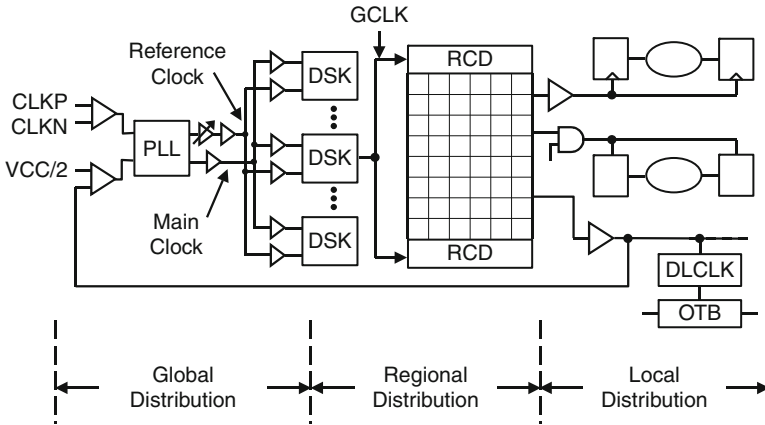 GCLK
Reference
Clock
RCD
DSK
CLKP
CLKN
PLL
DSK
VCC/2
Main
Clock
DSK
RCD
DLCLK
OTB
Global
Distribution
Regional
Distribution
Local
Distribution